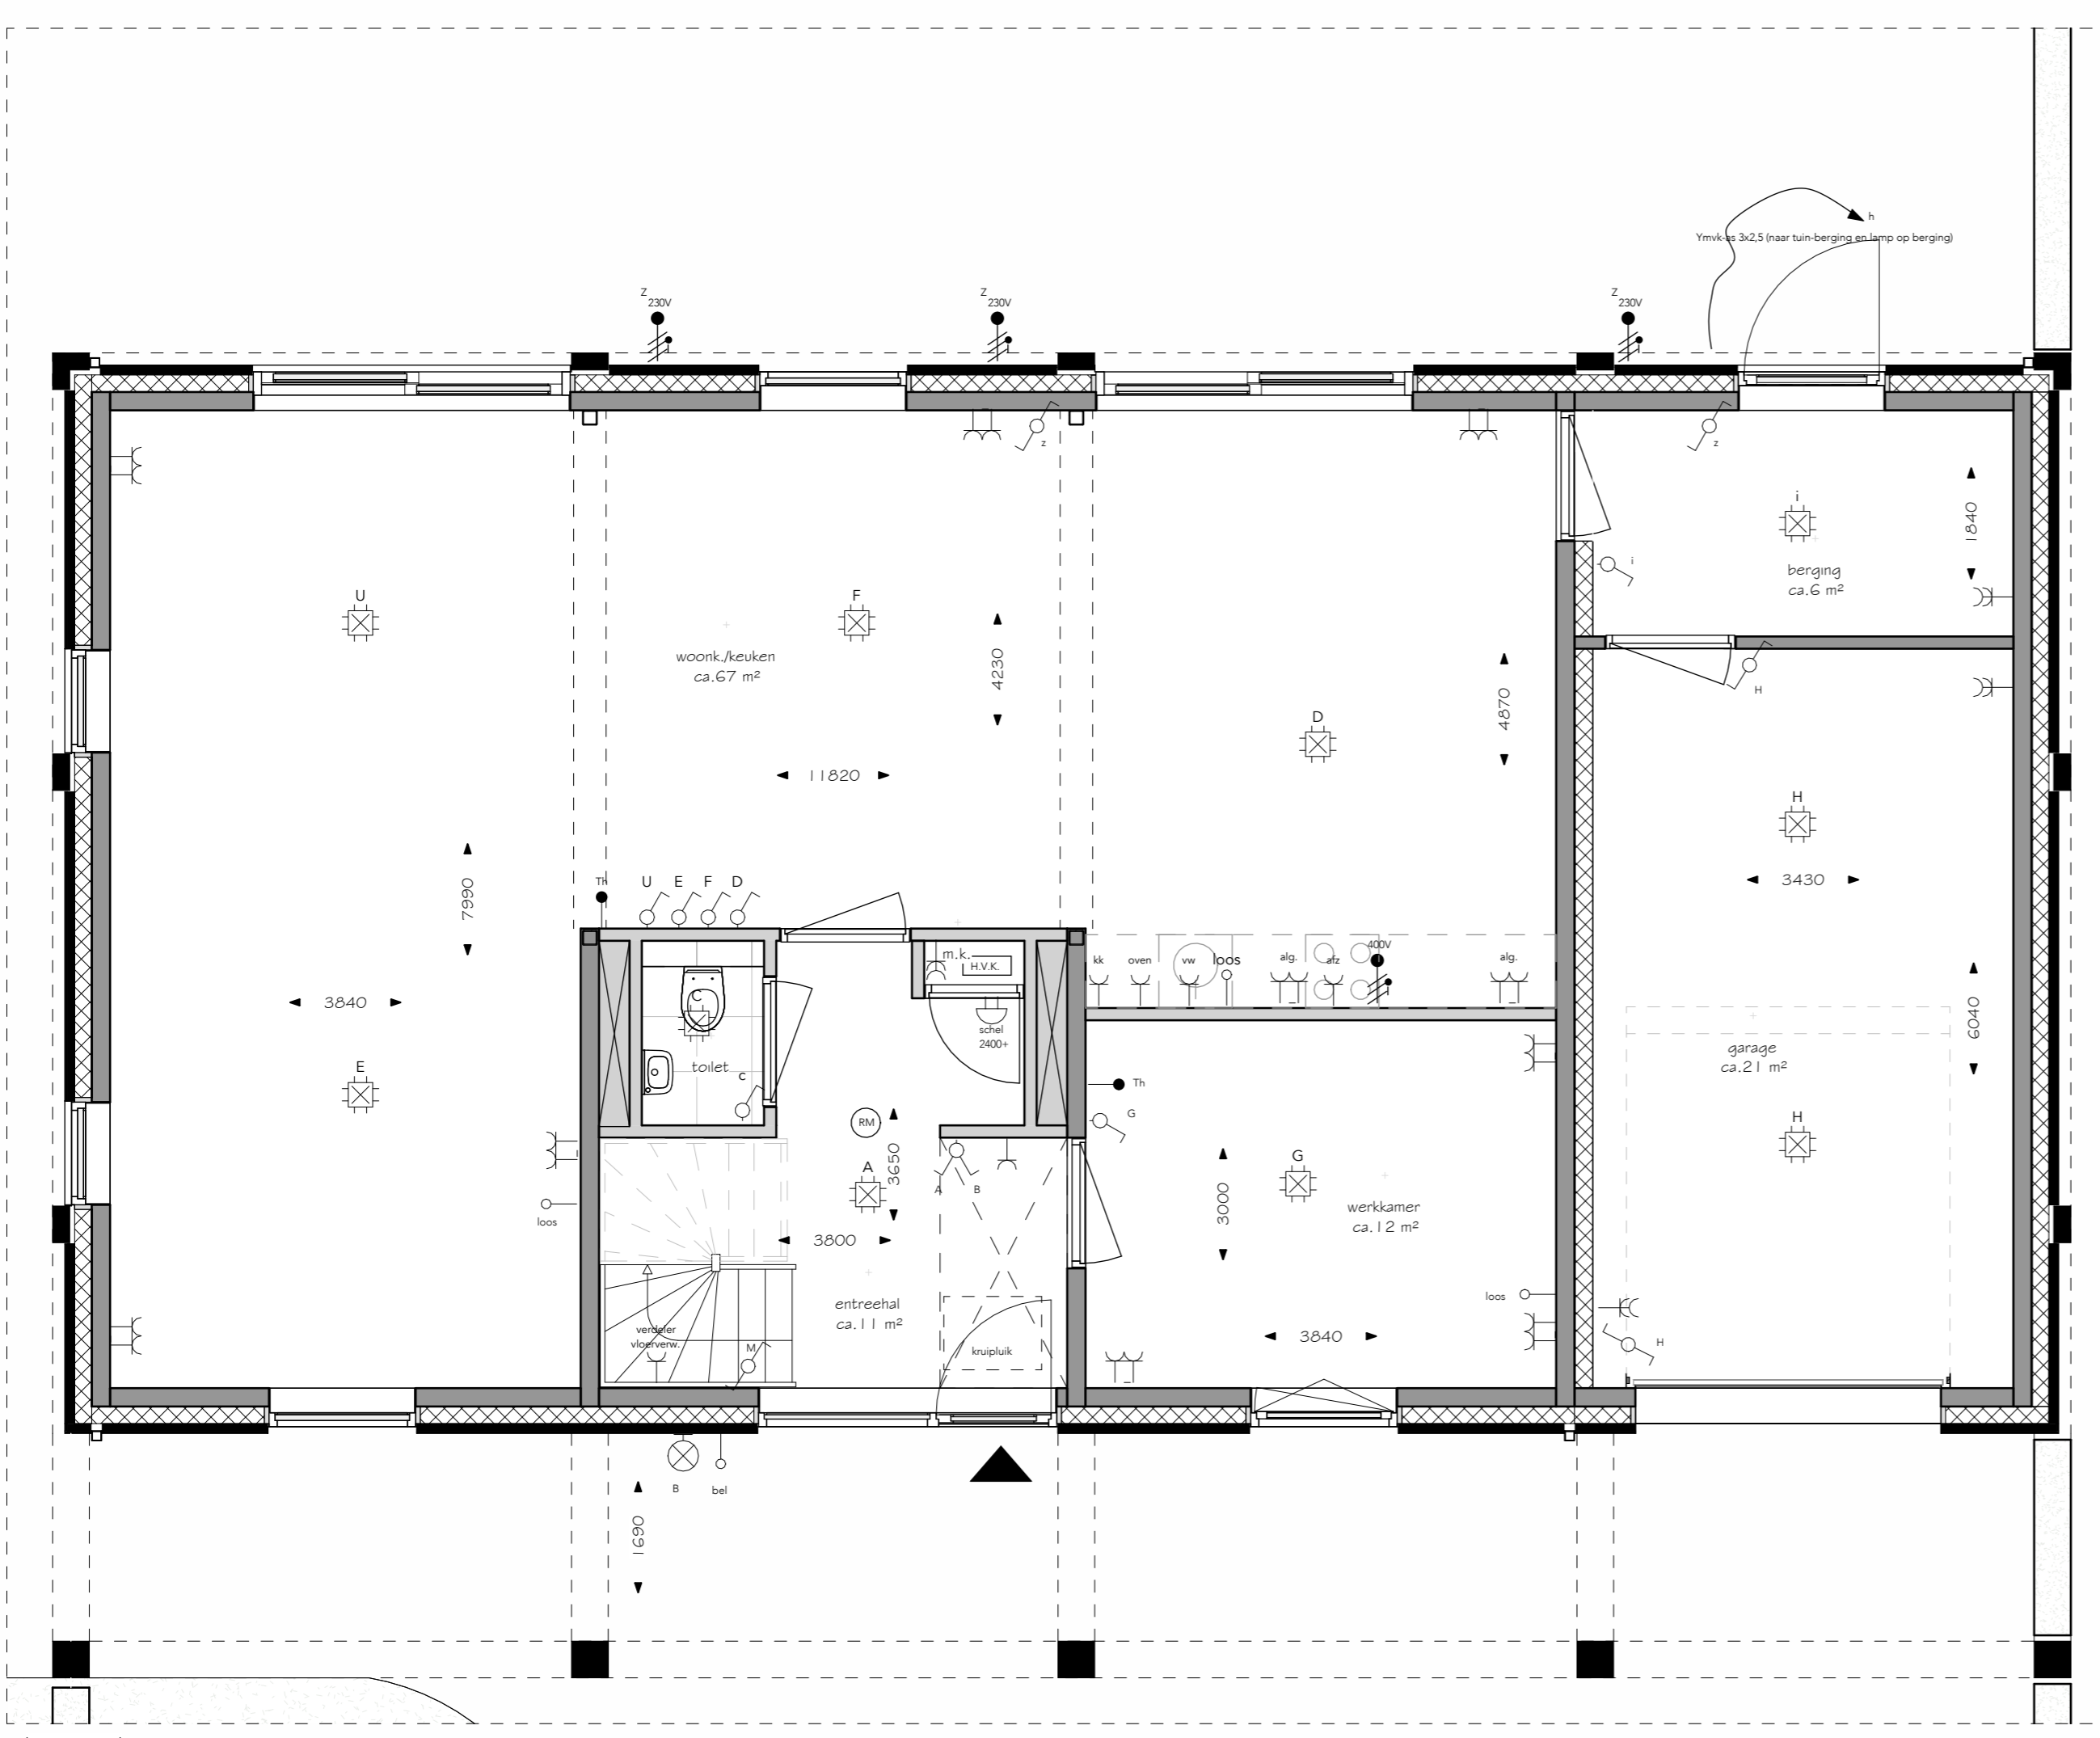 h
Ymvk-as 3x2,5 (naar tuin-berging en lamp op berging)
Z
230V
Z
230V
Z
230V
z
z
i
1840
i
berging
ca.6 m²
U
F
woonk./keuken
ca.67 m²
4230
4870
H
D
11820
H
3430
7990
Th
U E F D
m.k.
H.V.K.
kk
oven
vw
loos
alg.
afz
400V
alg.
C
3840
schel
2400+
6040
garage
ca.21 m²
toilet
c
E
Th
G
RM
H
3650
A
A
B
G
3000
werkkamer
ca.12 m²
loos
3800
entreehal
ca.11 m²
loos
verdeler
vloerverw.
M
kruipluik
3840
H
B
bel
1690